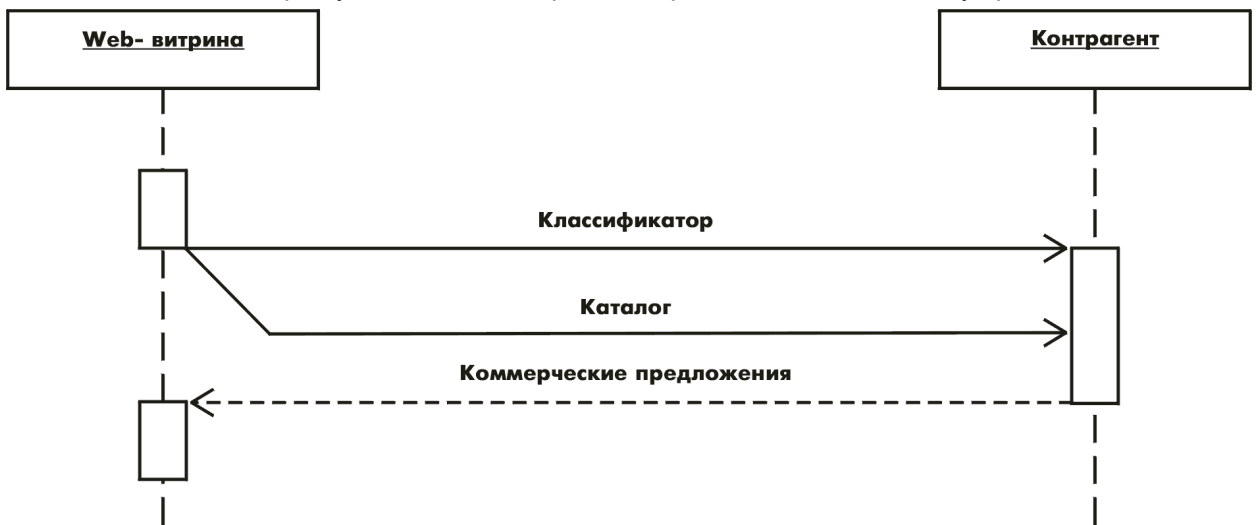 Web- витрина
Контрагент
Классификатор
Каталог
Коммерческие предложения